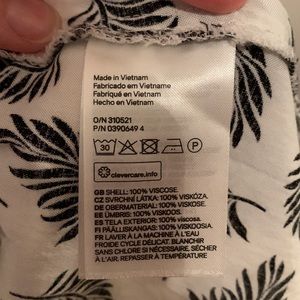 Made in Vietnam
Fabricado em Vietname
Fabriqué en Vietnam
Hecho en Vietnam
O/N 310521
P/N 0390649 4
30
P
clevercare.info
GB SHELL: 100% VISCOSE.
CZ SVRCHNÍ LÁTKA: 100% VISKÓZA.
DE OBERMATERIAL: 100% VISKOSE.
EE ÜMBRIS: 100% VISKOOS.
ES TELA EXTERIOR: 100% viscosa.
FI PÄÄLLISKANGAS: 100% VISKOOSIA
FR LAVER À LA MACHINE 30 DEGRÉS
FROIDE CYCLE DÉLICAT. BLANCHIR
SANS CHLORE SI NÉCESSAIRE. SÉCHER
À L'AIR. REPASSER À TEMPÉRATURE